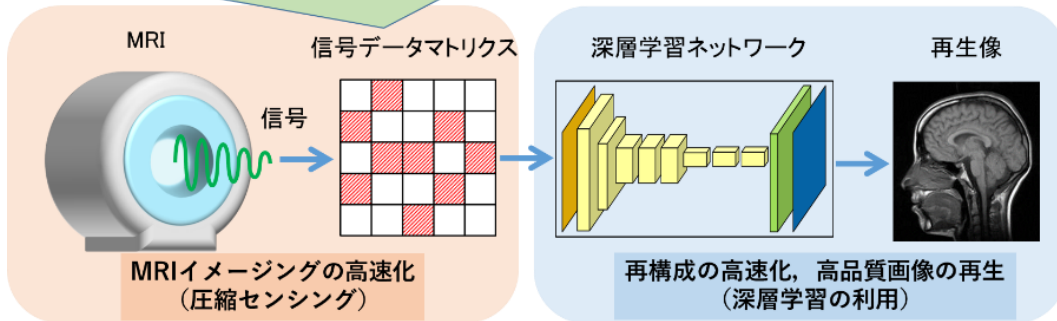 MRI
信号データマトリクス
深層学習ネットワーク
再生像
信号
MRIイメージングの高速化
（圧縮センシング）
再構成の高速化，高品質画像の再生
（深層学習の利用）